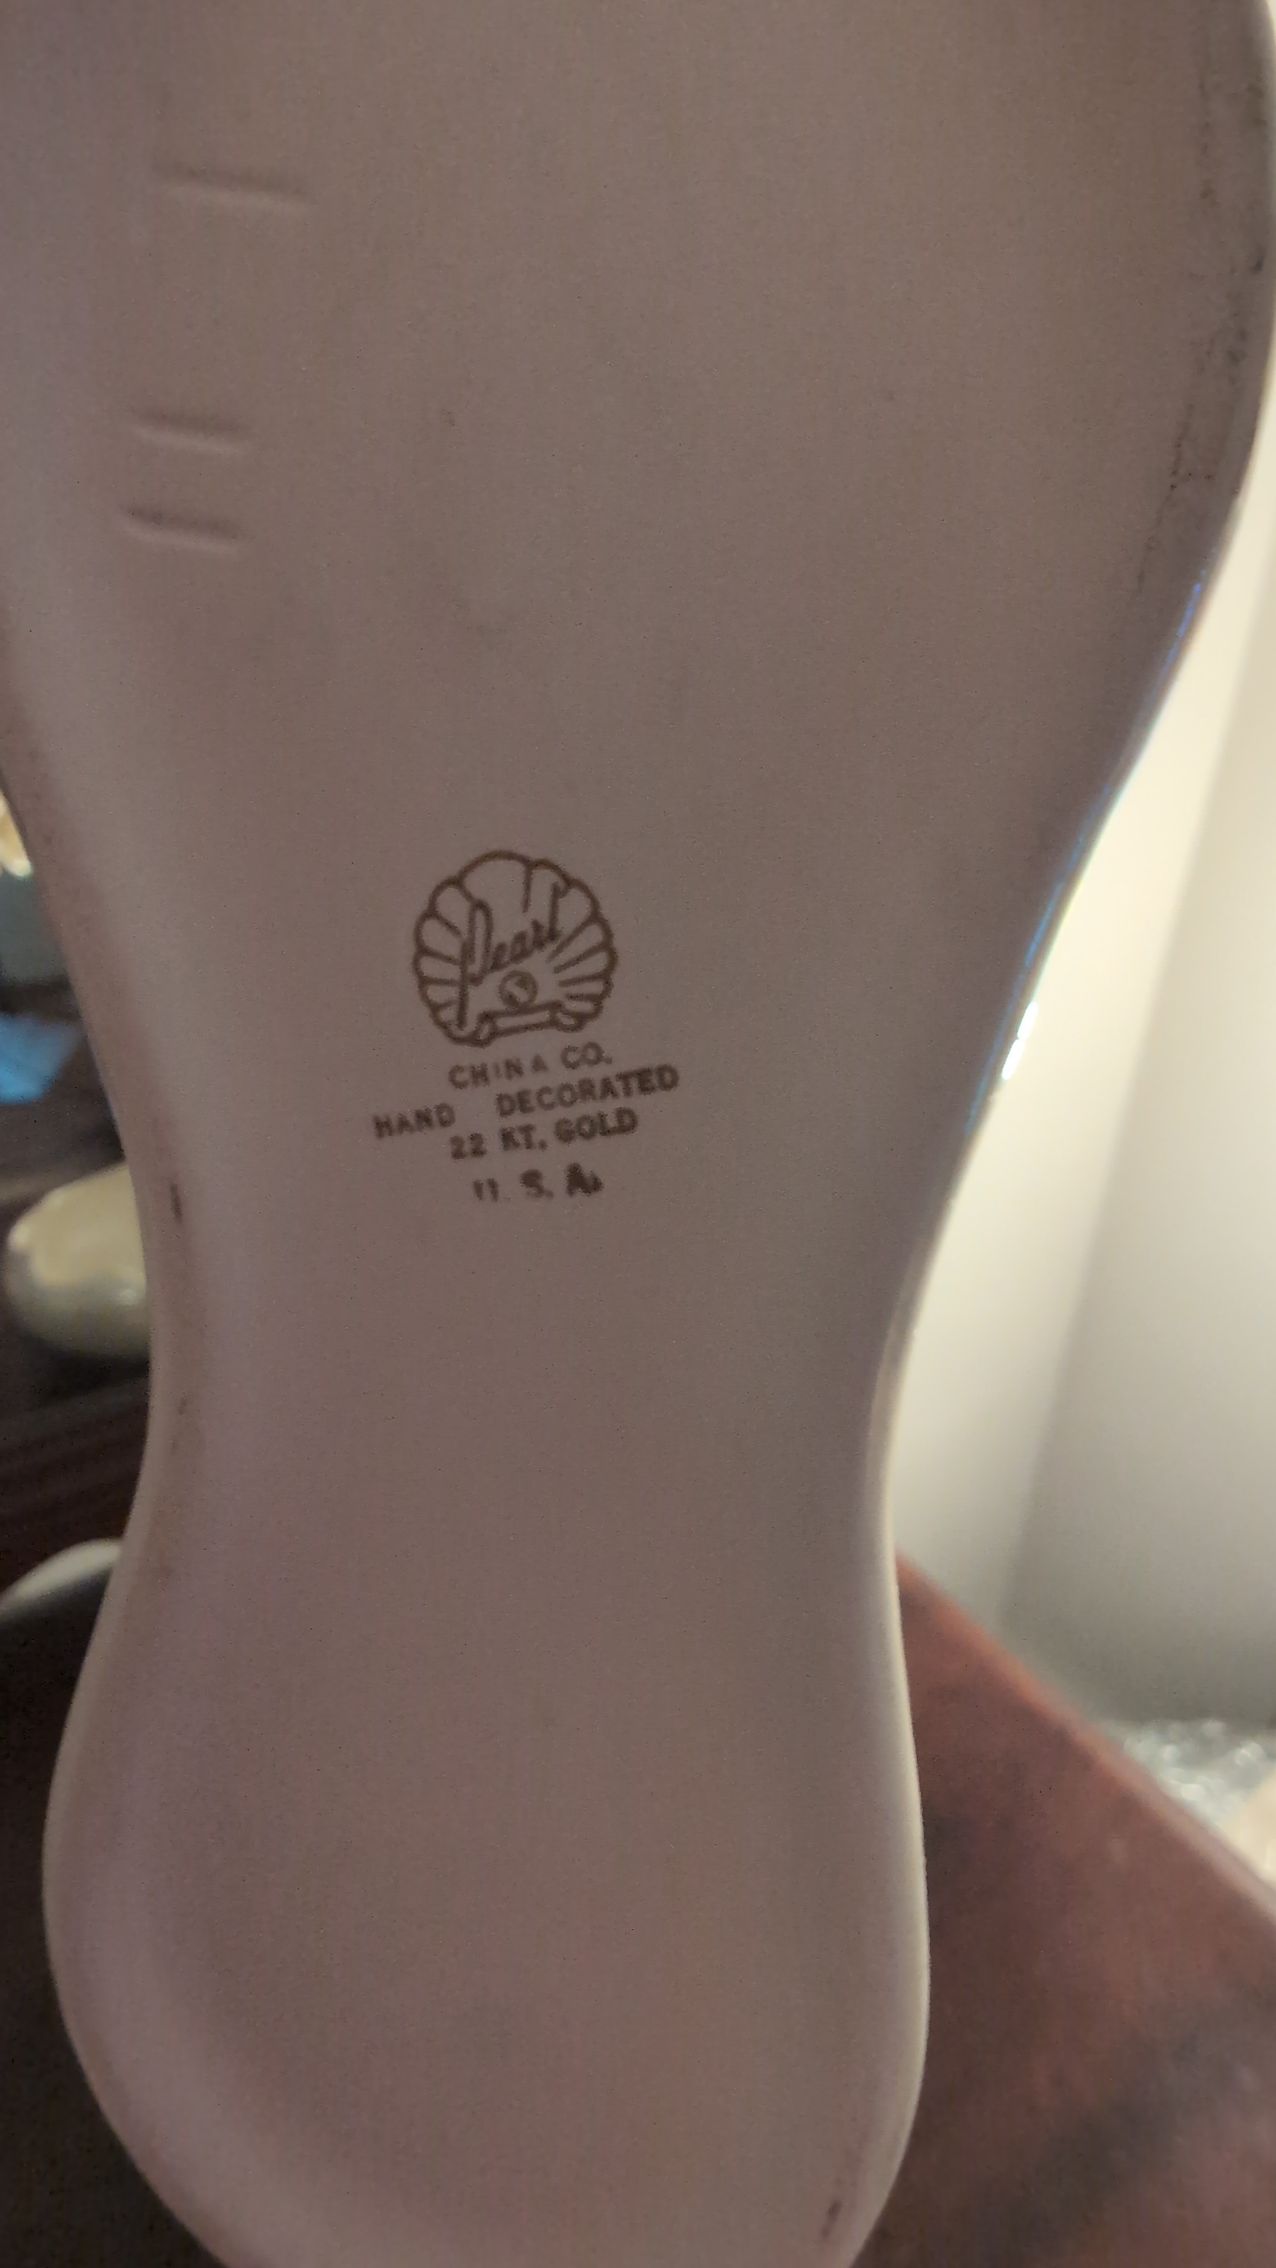 Pearl
CHINA CO.
HAND DECORATED
22 KT. GOLD
U. S. A.